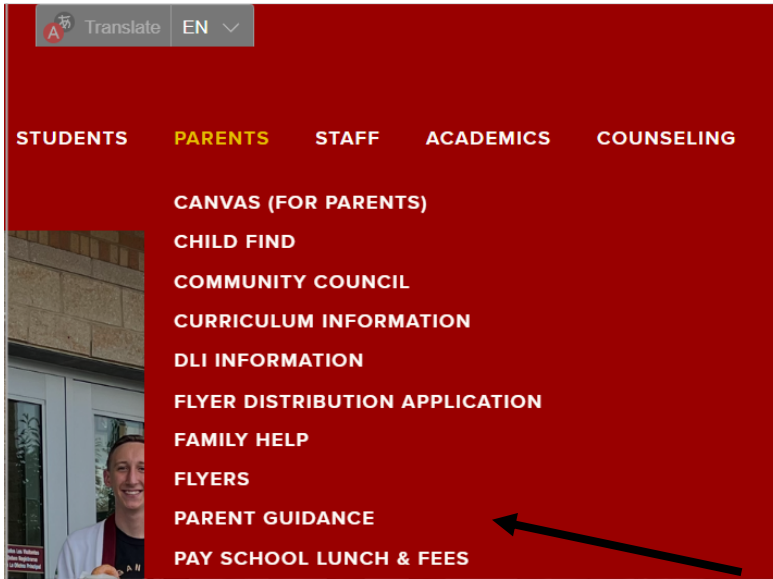 Translate EN
STUDENTS PARENTS STAFF ACADEMICS COUNSELING
CANVAS (FOR PARENTS)
CHILD FIND
COMMUNITY COUNCIL
CURRICULUM INFORMATION
DLI INFORMATION
FLYER DISTRIBUTION APPLICATION
FAMILY HELP
FLYERS
PARENT GUIDANCE
PAY SCHOOL LUNCH & FEES